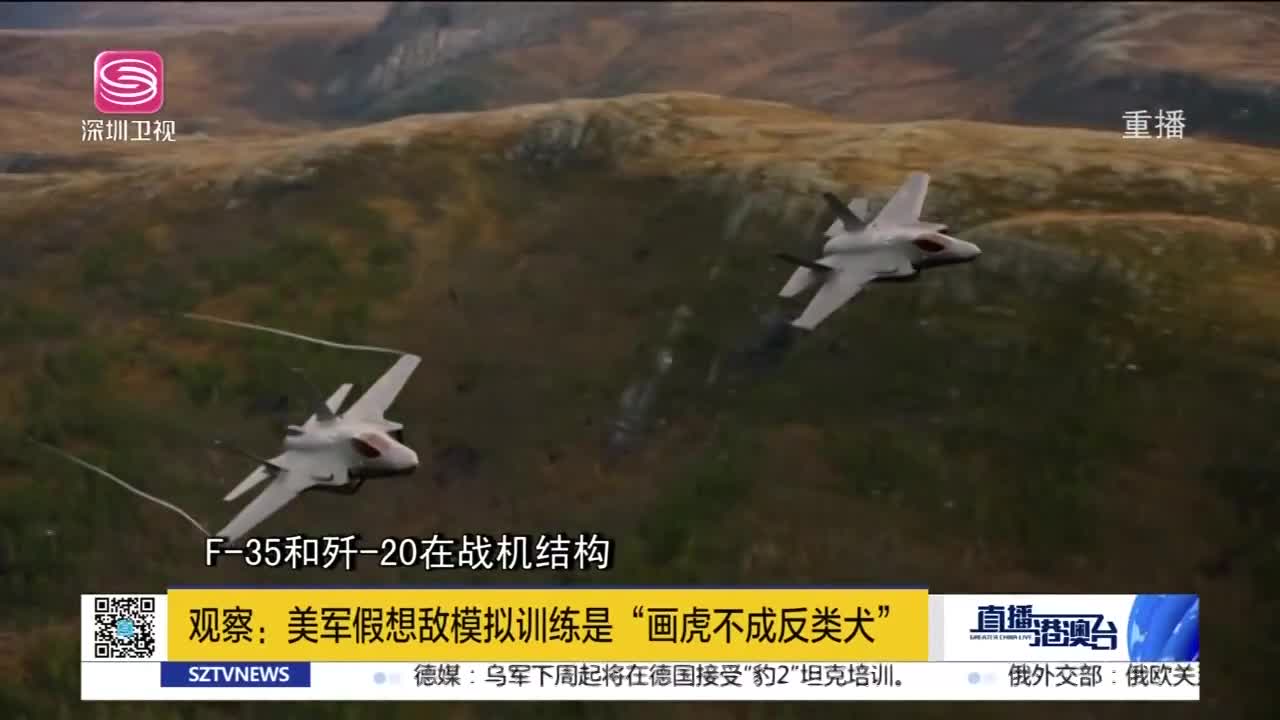 深圳卫视
重播
F-35和歼-20在战机结构
观察：美军假想敌模拟训练是“画虎不成反类犬”
直播港澳台
GREATER CHINA LIVE
SZTVNEWS
德媒：乌军下周起将在德国接受“豹2”坦克培训。
俄外交部：俄欧关